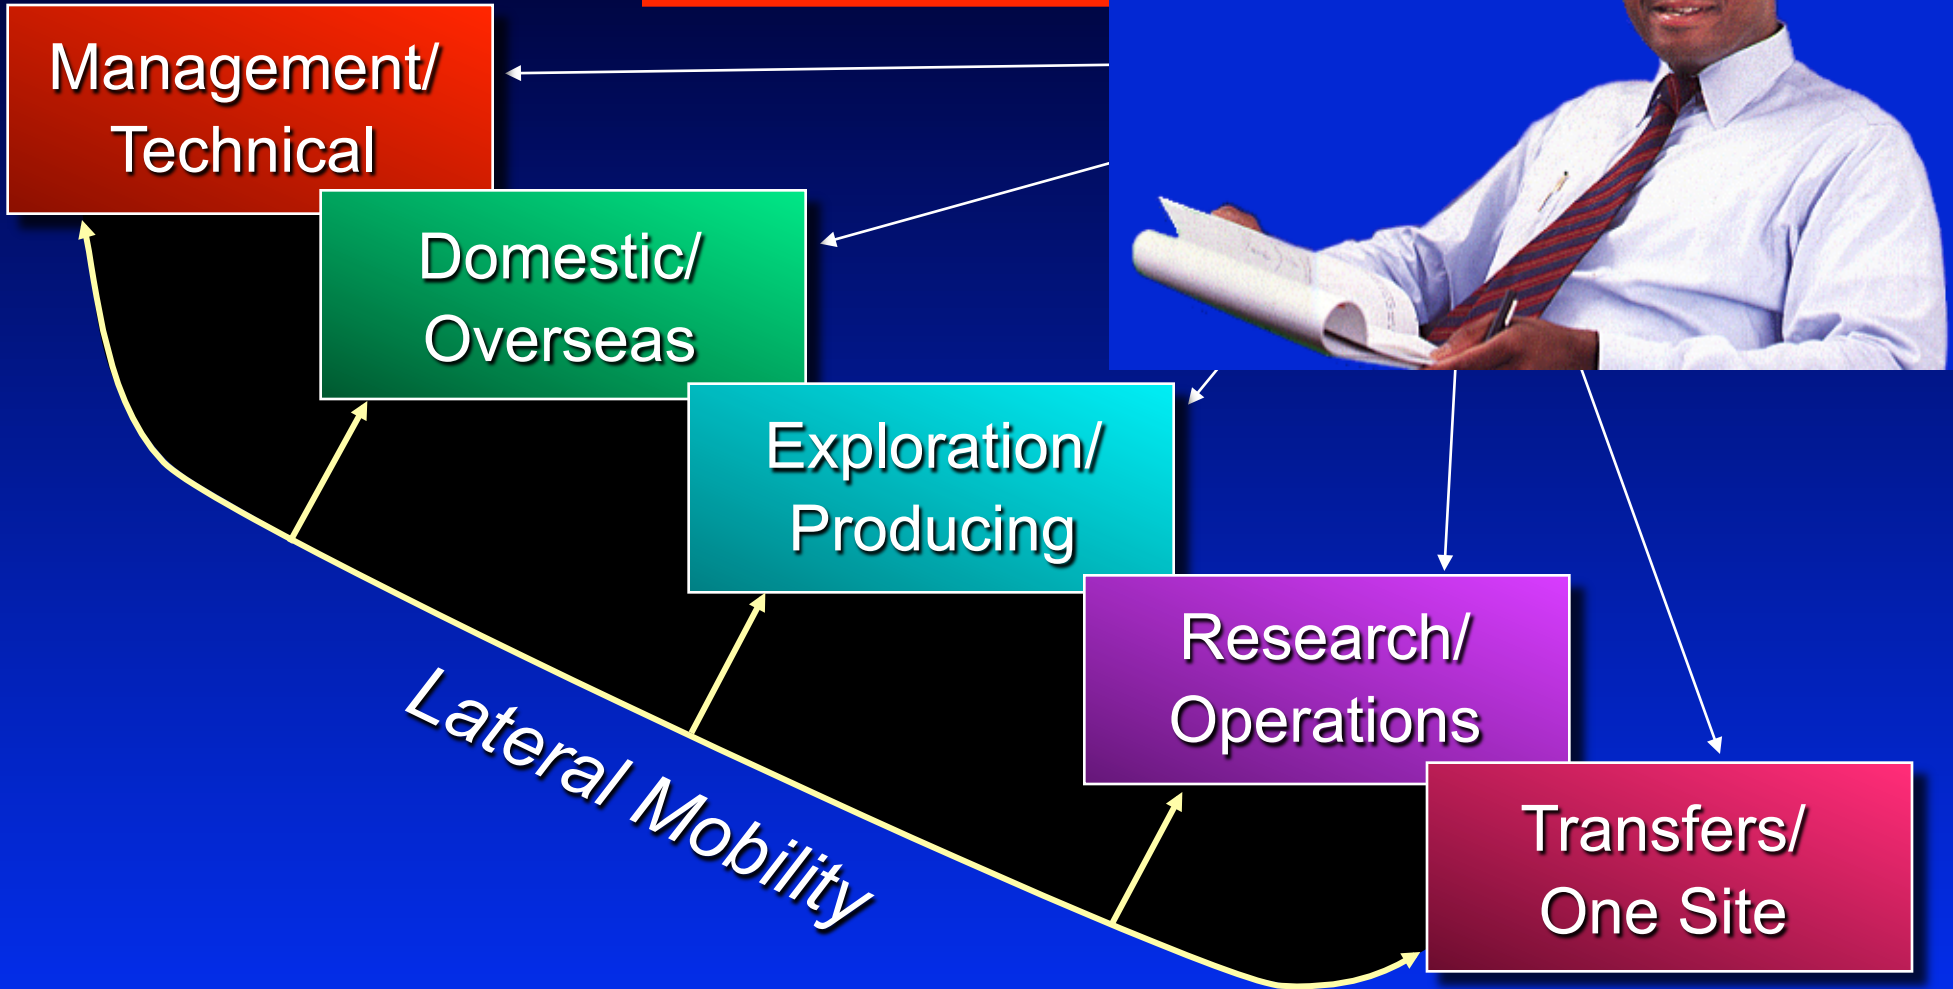 Management/
Technical
Domestic/
Overseas
Exploration/
Producing
Research/
Operations
Transfers/
One Site
Lateral Mobility